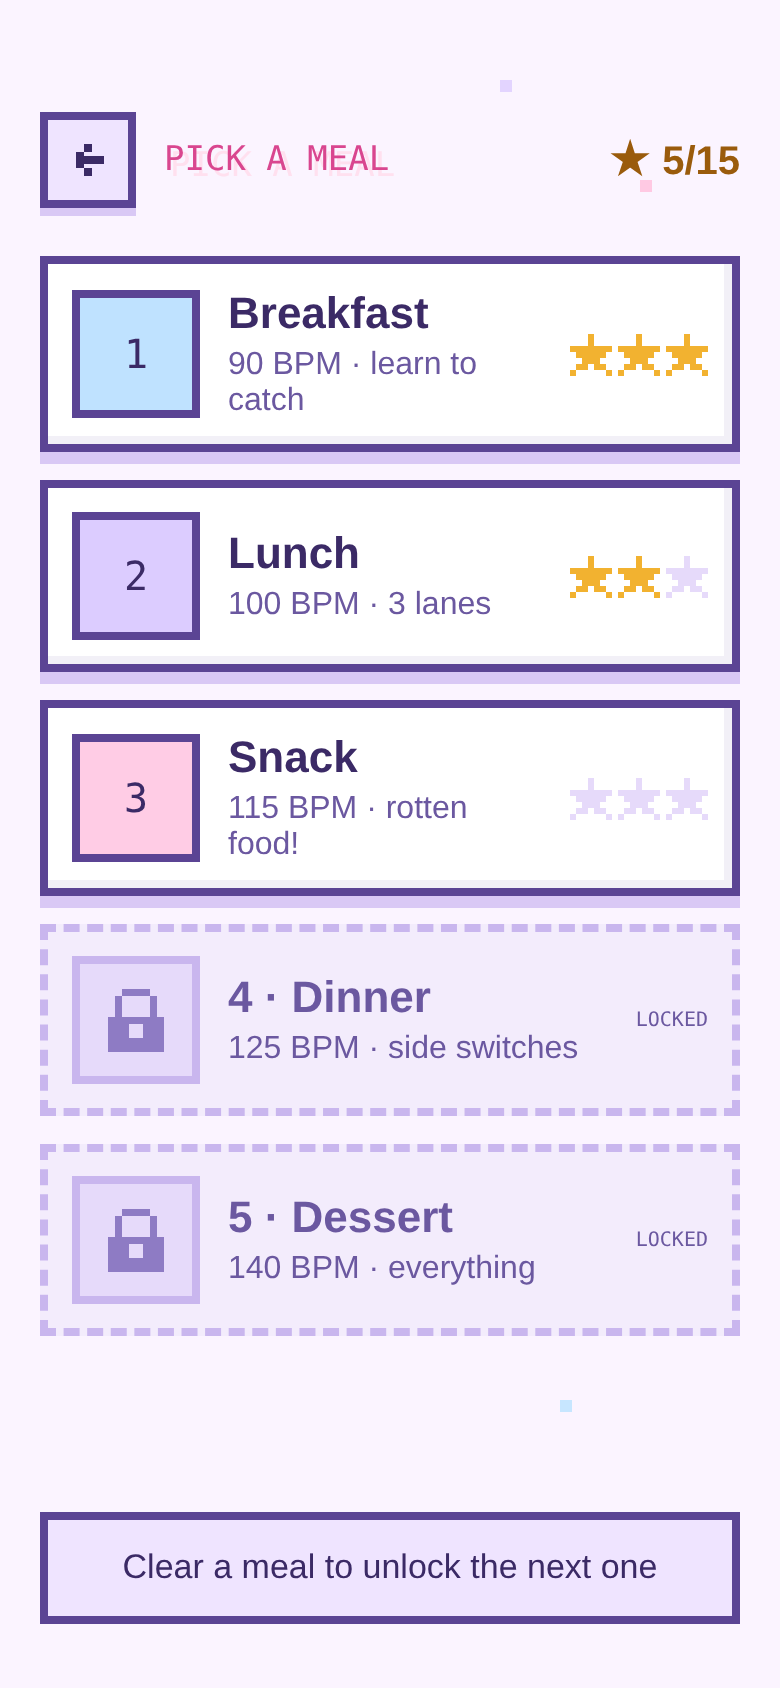 PICK A MEAL
★ 5/15
1
Breakfast
90 BPM · learn to
catch
2
Lunch
100 BPM · 3 lanes
3
Snack
115 BPM · rotten
food!
4 · Dinner
125 BPM · side switches
LOCKED
5 · Dessert
140 BPM · everything
LOCKED
Clear a meal to unlock the next one